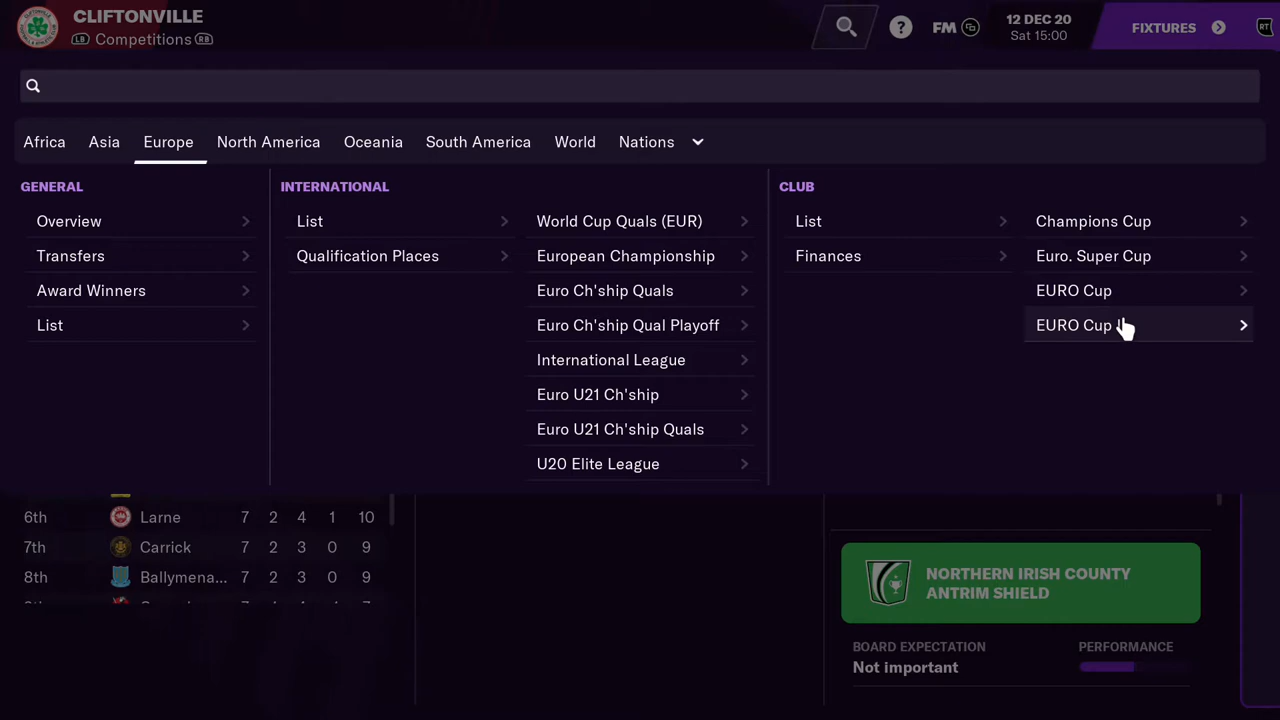 CLIFTONVILLE
LB Competitions RB
FM
12 DEC 20
Sat 15:00
FIXTURES
RT
Africa Asia Europe North America Oceania South America World Nations
GENERAL
Overview
Transfers
Award Winners
List
INTERNATIONAL
List
Qualification Places
World Cup Quals (EUR)
European Championship
Euro Ch'ship Quals
Euro Ch'ship Qual Playoff
International League
Euro U21 Ch'ship
Euro U21 Ch'ship Quals
U20 Elite League
CLUB
List
Finances
Champions Cup
Euro. Super Cup
EURO Cup
EURO Cup
6th Larne 7 2 4 1 10
7th Carrick 7 2 3 0 9
8th Ballymena... 7 2 3 0 9
NORTHERN IRISH COUNTY
ANTRIM SHIELD
BOARD EXPECTATION
Not important
PERFORMANCE